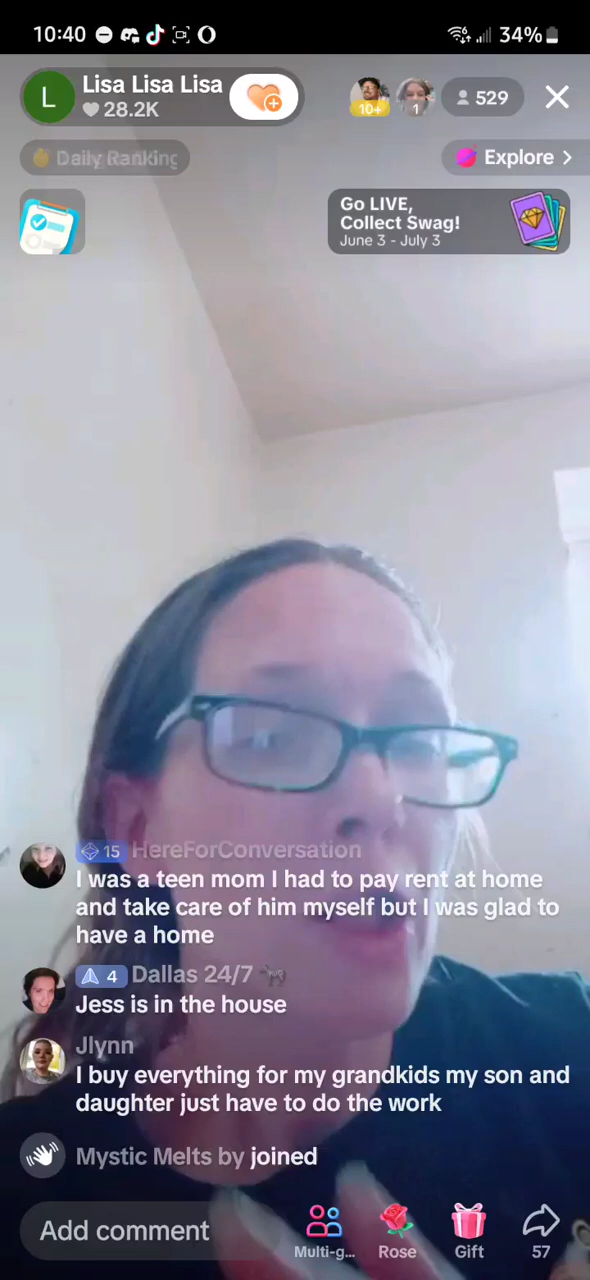 10:40
34%
L
Lisa Lisa Lisa
28.2K
10+
1
529
Daily Ranking
Explore >
Go LIVE,
Collect Swag!
June 3 - July 3
15 HereForConversation
I was a teen mom I had to pay rent at home
and take care of him myself but I was glad to
have a home
4 Dallas 24/7
Jess is in the house
Jlynn
I buy everything for my grandkids my son and
daughter just have to do the work
Mystic Melts by joined
Add comment
Multi-g...
Rose
Gift
57